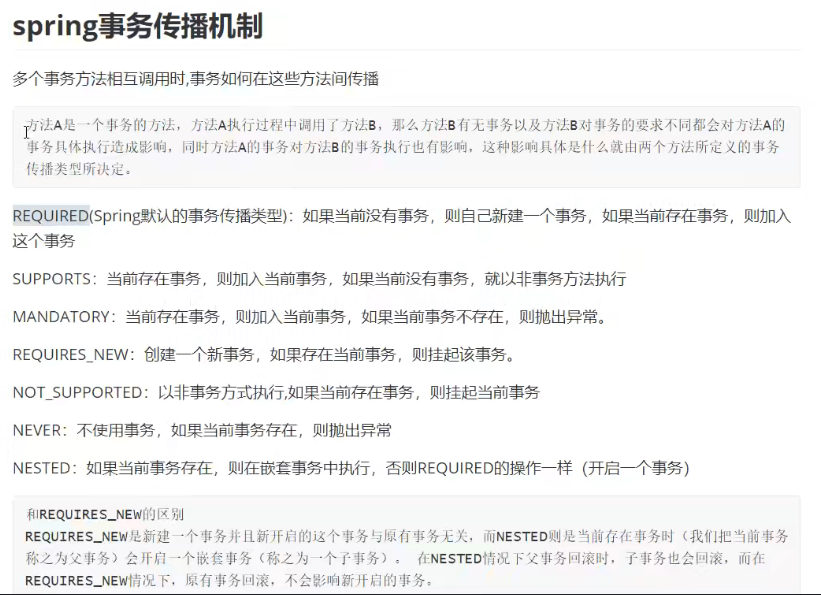 spring事务传播机制
多个事务方法相互调用时,事务如何在这些方法间传播
方法A是一个事务的方法，方法A执行过程中调用了方法B，那么方法B有无事务以及方法B对事务的要求不同都会对方法A的
事务具体执行造成影响，同时方法A的事务对方法B的事务执行也有影响，这种影响具体是什么就由两个方法所定义的事务
传播类型所决定。
REQUIRED(Spring默认的事务传播类型)：如果当前没有事务，则自己新建一个事务，如果当前存在事务，则加入
这个事务
SUPPORTS：当前存在事务，则加入当前事务，如果当前没有事务，就以非事务方法执行
MANDATORY：当前存在事务，则加入当前事务，如果当前事务不存在，则抛出异常。
REQUIRES_NEW：创建一个新事务，如果存在当前事务，则挂起该事务。
NOT_SUPPORTED：以非事务方式执行,如果当前存在事务，则挂起当前事务
NEVER：不使用事务，如果当前事务存在，则抛出异常
NESTED：如果当前事务存在，则在嵌套事务中执行，否则REQUIRED的操作一样（开启一个事务）
和REQUIRES_NEW的区别
REQUIRES_NEW是新建一个事务并且新开启的这个事务与原有事务无关，而NESTED则是当前存在事务时（我们把当前事务
称之为父事务）会开启一个嵌套事务（称之为一个子事务）。 在NESTED情况下父事务回滚时，子事务也会回滚，而在
REQUIRES_NEW情况下，原有事务回滚，不会影响新开启的事务。